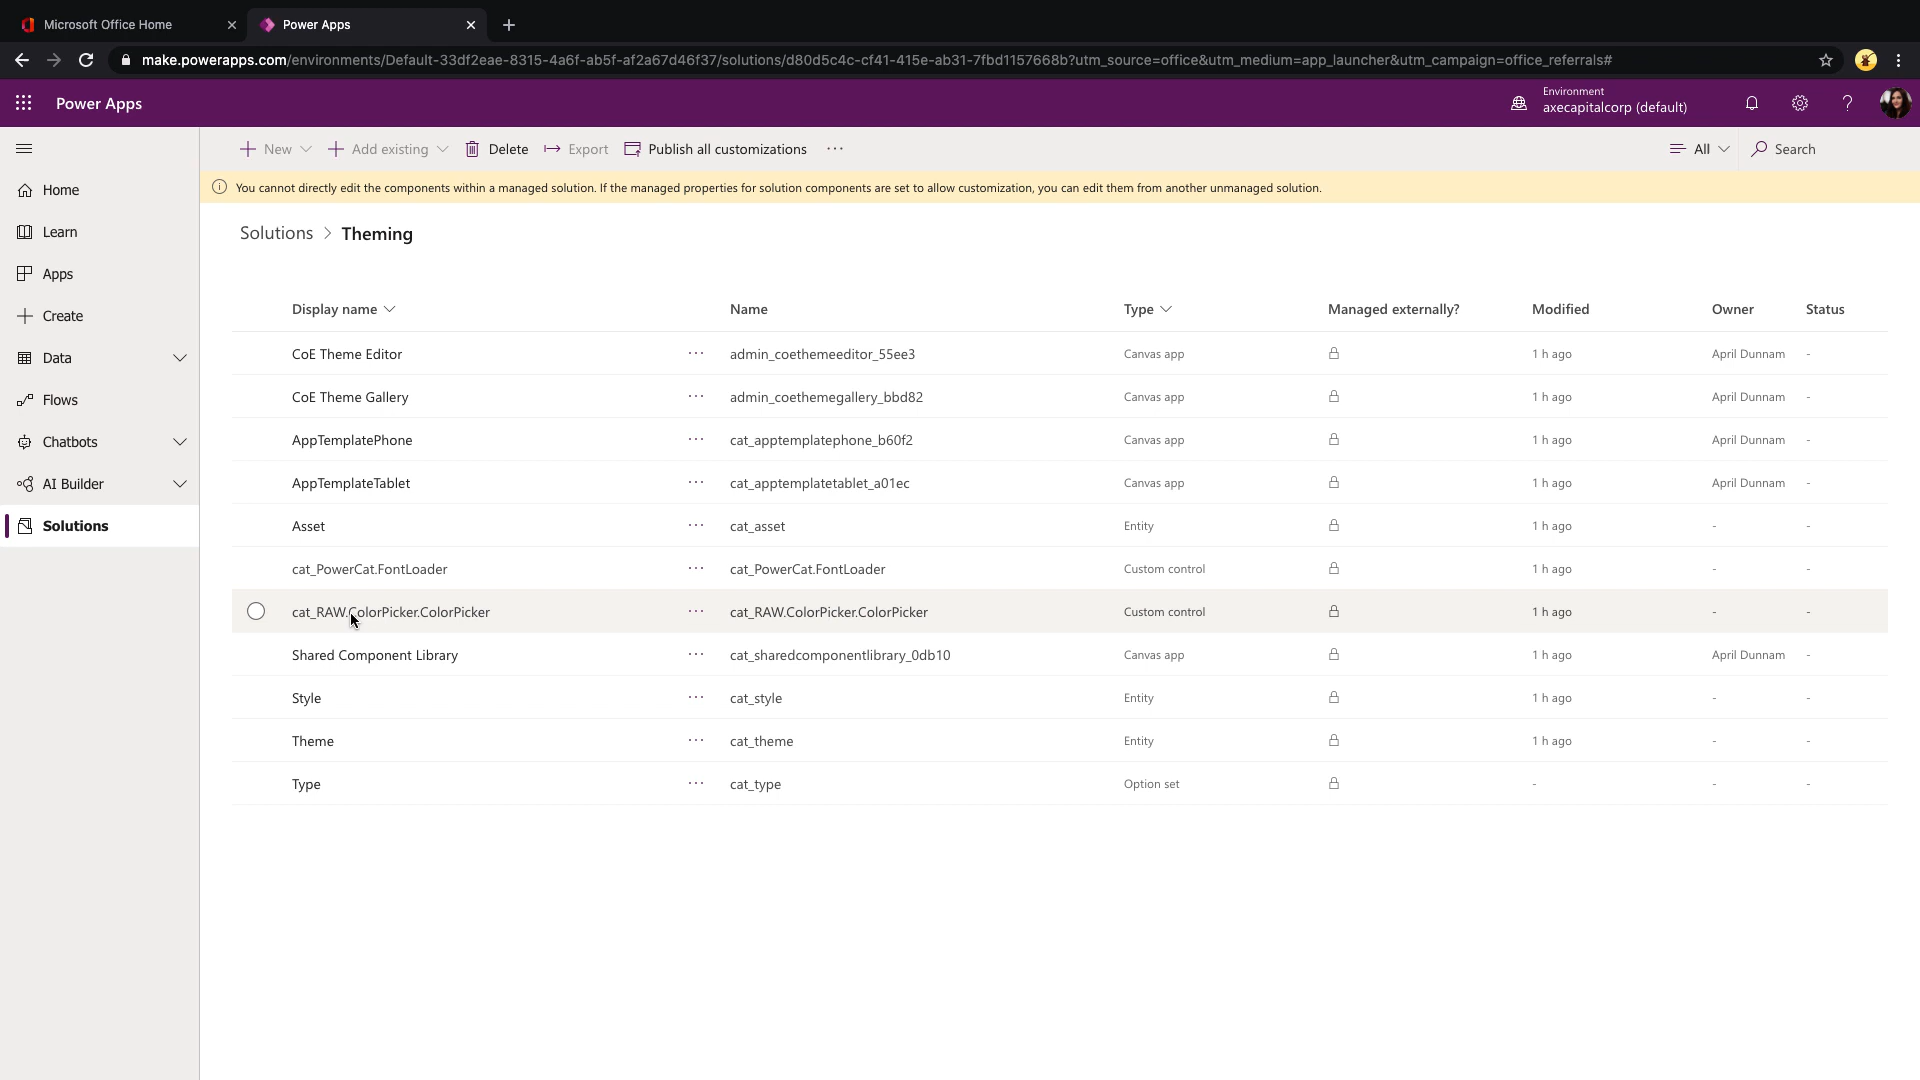 Microsoft Office Home
Power Apps
make.powerapps.com/environments/Default-33df2eae-8315-4a6f-ab5f-af2a67d46f37/solutions/d80d5c4c-cf41-415e-ab31-7fbd1157668b?utm_source=office&utm_medium=app_launcher&utm_campaign=office_referrals#
Power Apps
Environment
axecapitalcorp (default)
New
Add existing
Delete
Export
Publish all customizations
All
Search
You cannot directly edit the components within a managed solution. If the managed properties for solution components are set to allow customization, you can edit them from another unmanaged solution.
Home
Learn
Apps
Create
Data
Flows
Chatbots
AI Builder
Solutions
Solutions > Theming
Display name Name Type Managed externally? Modified Owner Status
CoE Theme Editor ... admin_coethemeeditor_55ee3 Canvas app 1 h ago April Dunnam -
CoE Theme Gallery ... admin_coethemegallery_bbd82 Canvas app 1 h ago April Dunnam -
AppTemplatePhone ... cat_apptemplatephone_b60f2 Canvas app 1 h ago April Dunnam -
AppTemplateTablet ... cat_apptemplatetablet_a01ec Canvas app 1 h ago April Dunnam -
Asset ... cat_asset Entity 1 h ago - -
cat_PowerCat.FontLoader ... cat_PowerCat.FontLoader Custom control 1 h ago - -
cat_RAW.ColorPicker.ColorPicker ... cat_RAW.ColorPicker.ColorPicker Custom control 1 h ago - -
Shared Component Library ... cat_sharedcomponentlibrary_0db10 Canvas app 1 h ago April Dunnam -
Style ... cat_style Entity 1 h ago - -
Theme ... cat_theme Entity 1 h ago - -
Type ... cat_type Option set - - -